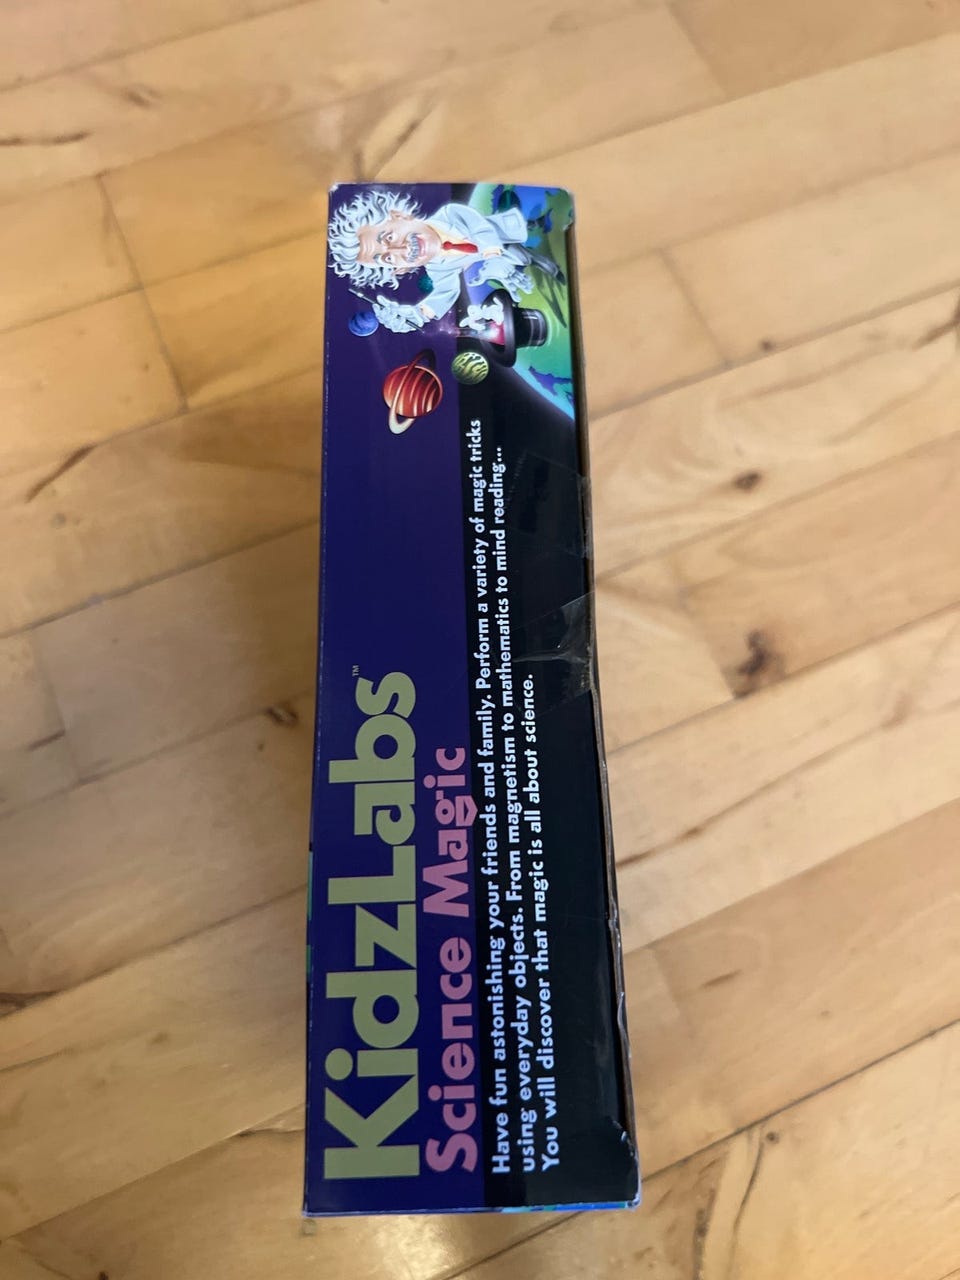 KidzLabs™
Science Magic
Have fun astonishing your friends and family. Perform a variety of magic tricks
using everyday objects. From magnetism to mathematics to mind reading...
You will discover that magic is all about science.